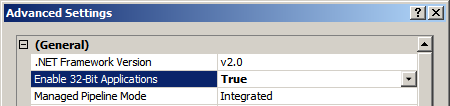 Advanced Settings
(General)
.NET Framework Version v2.0
Enable 32-Bit Applications True
Managed Pipeline Mode Integrated